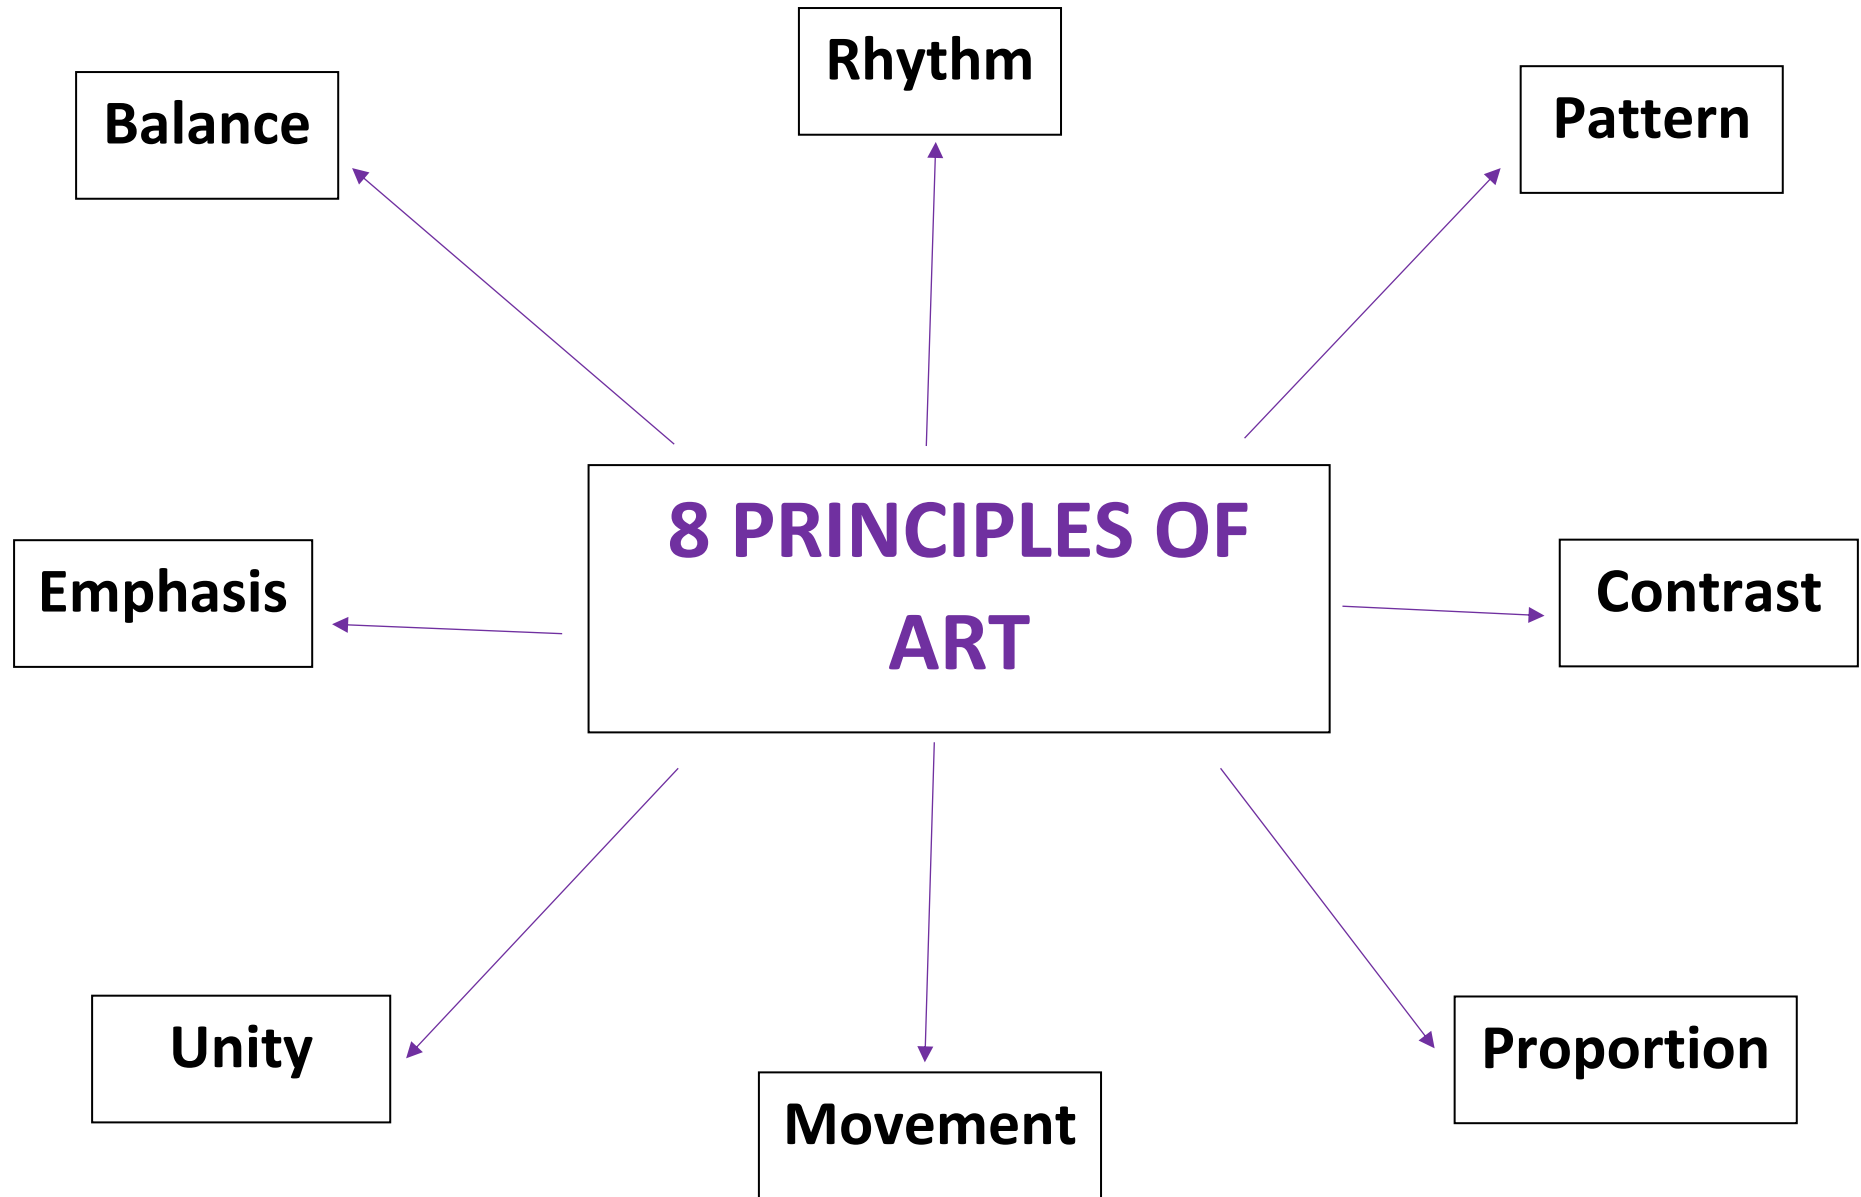 Rhythm
Balance
Pattern
8 PRINCIPLES OF
ART
Emphasis
Contrast
Unity
Proportion
Movement